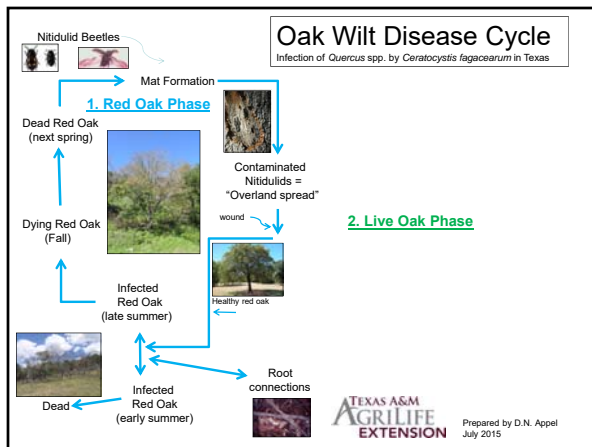 Oak Wilt Disease Cycle
Infection of Quercus spp. by Ceratocystis fagacearum in Texas
Nitidulid Beetles
Mat Formation
1. Red Oak Phase
Dead Red Oak
(next spring)
Contaminated
Nitidulids =
“Overland spread”
wound
2. Live Oak Phase
Dying Red Oak
(Fall)
Healthy red oak
Infected
Red Oak
(late summer)
Root
connections
Infected
Red Oak
(early summer)
Dead
TEXAS A&M
AGRILIFE
EXTENSION
Prepared by D.N. Appel
July 2015